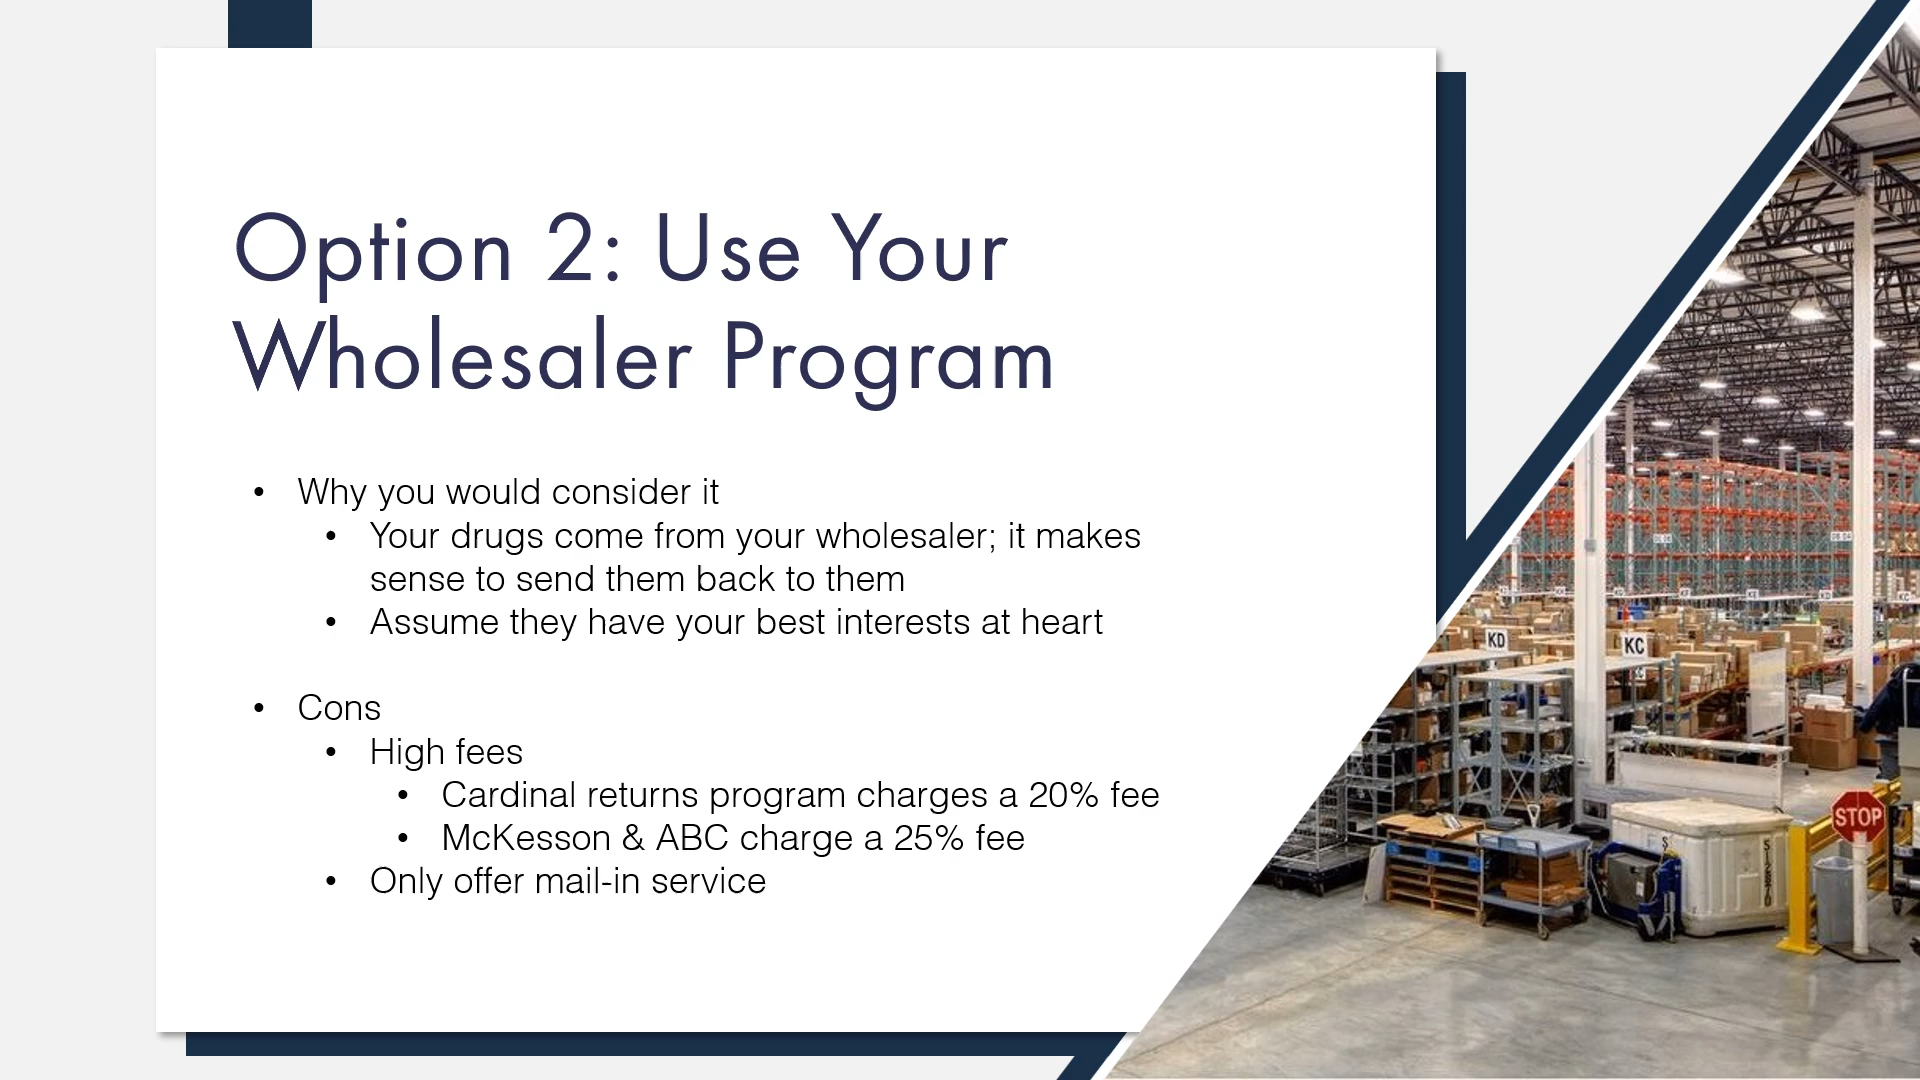 Option 2: Use Your
Wholesaler Program
• Why you would consider it
• Your drugs come from your wholesaler; it makes
sense to send them back to them
• Assume they have your best interests at heart
• Cons
• High fees
• Cardinal returns program charges a 20% fee
• McKesson & ABC charge a 25% fee
• Only offer mail-in service
KD
KC
STOP